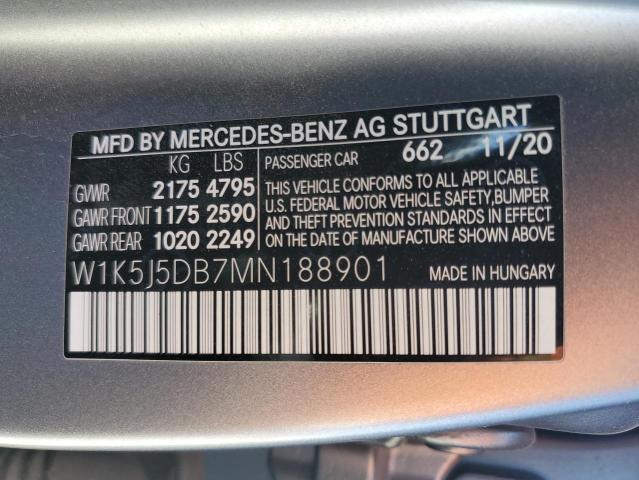 MFD BY MERCEDES-BENZ AG STUTTGART
KG LBS PASSENGER CAR 662 11/20
GVWR 2175 4795
GAWR FRONT 1175 2590
GAWR REAR 1020 2249
THIS VEHICLE CONFORMS TO ALL APPLICABLE
U.S. FEDERAL MOTOR VEHICLE SAFETY, BUMPER
AND THEFT PREVENTION STANDARDS IN EFFECT
ON THE DATE OF MANUFACTURE SHOWN ABOVE.
W1K5J5DB7MN188901 MADE IN HUNGARY